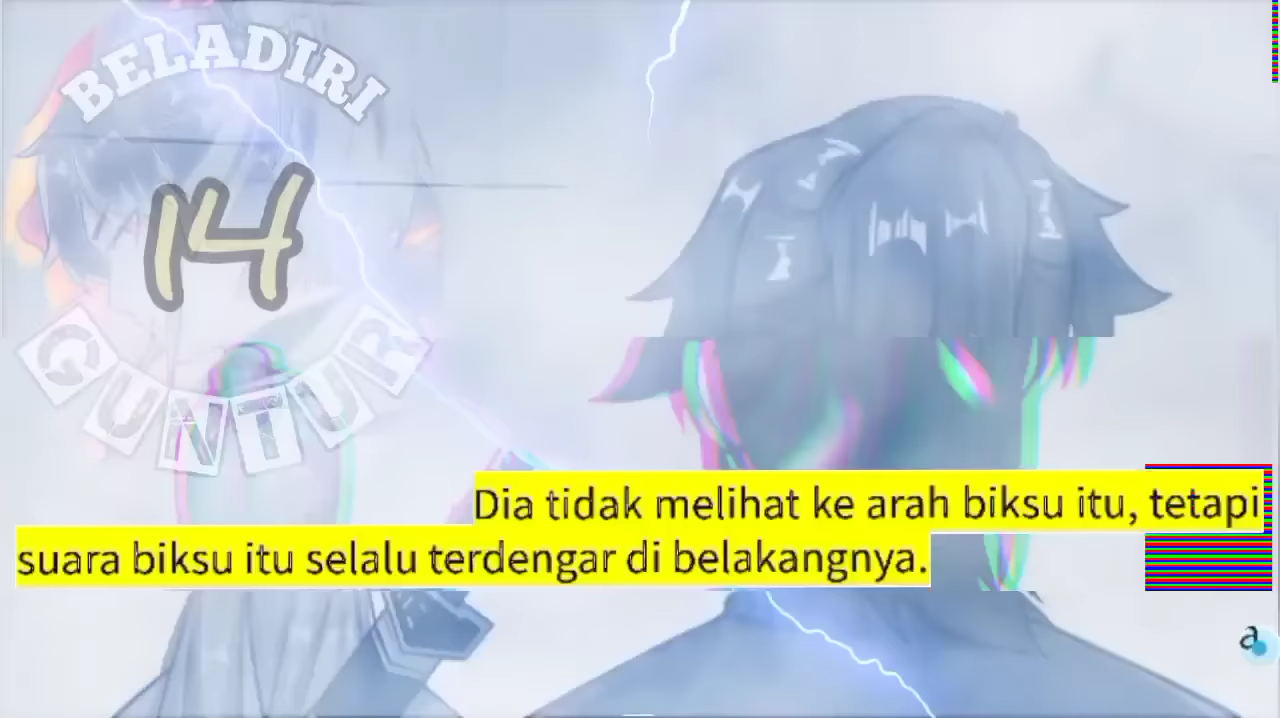 BELADIRI
14
GUNTUR
Dia tidak melihat ke arah biksu itu, tetapi
suara biksu itu selalu terdengar di belakangnya.
a